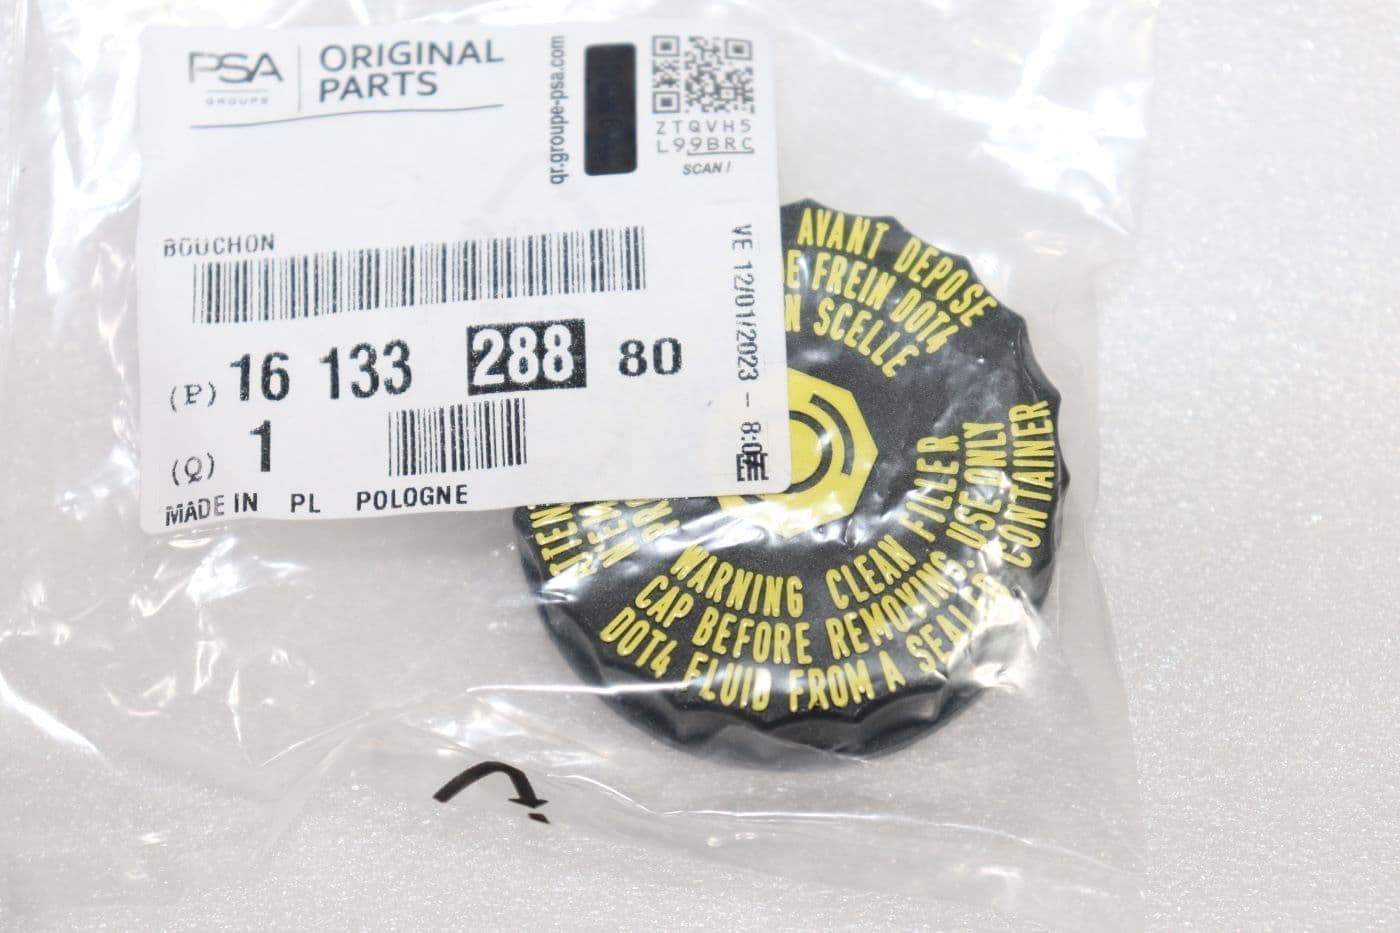 PSA
GROUPE
ORIGINAL
PARTS
qr.groupe-psa.com
ZTQVH5
L99BRC
SCAN!
BOUCHON
(P) 16 133 288 80
(Q) 1
MADE IN PL POLOGNE
VE 12/01/2023 -
AVANT DEPOSE
FREIN DOT4
SCELLE
WARNING CLEAN FILLER
CAP BEFORE REMOVING. USE ONLY
DOT4 FLUID FROM A SEALED CONTAINER